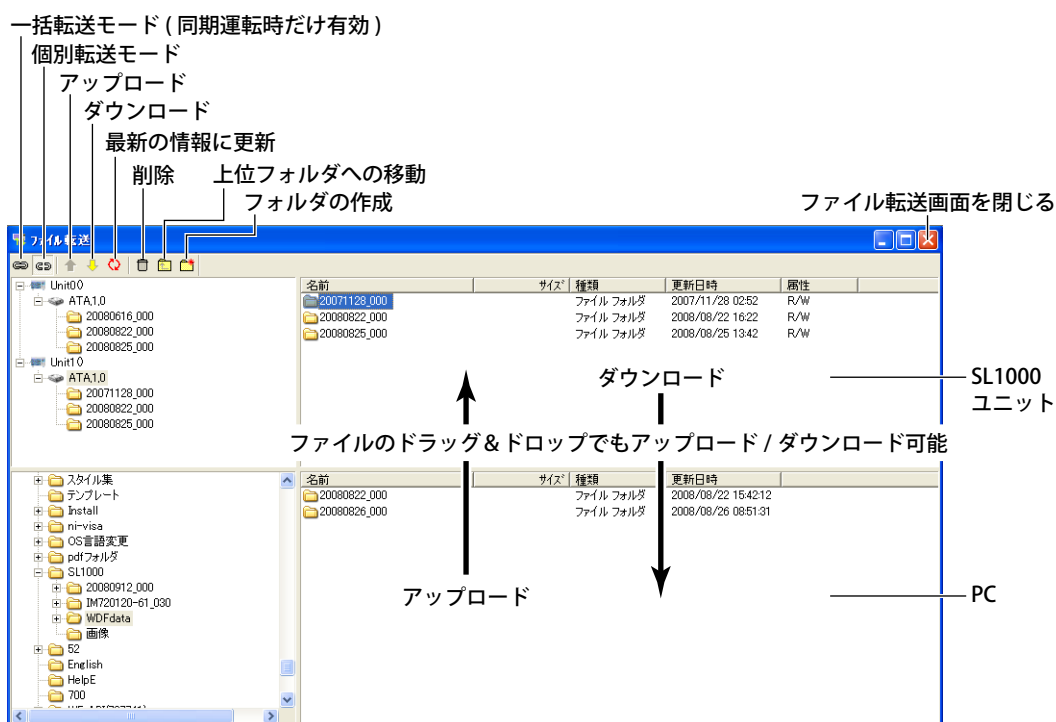 一括転送モード ( 同期運転時だけ有効 )
個別転送モード
アップロード
ダウンロード
最新の情報に更新
削除
上位フォルダへの移動
フォルダの作成
ファイル転送画面を閉じる
ファイル転送
Unit00
ATA,1,0
20080616_000
20080822_000
20080825_000
Unit10
ATA,1,0
20071128_000
20080822_000
20080825_000
名前 サイズ 種類 更新日時 属性
20071128_000 ファイル フォルダ 2007/11/28 02:52 R/W
20080822_000 ファイル フォルダ 2008/08/22 16:22 R/W
20080825_000 ファイル フォルダ 2008/08/25 13:42 R/W
ダウンロード
SL1000
ユニット
ファイルのドラッグ＆ドロップでもアップロード / ダウンロード可能
スタイル集
テンプレート
Install
ni-visa
OS言語変更
pdfフォルダ
SL1000
20080912_000
IM720120-61_030
WDFdata
画像
52
English
HelpE
700
名前 サイズ 種類 更新日時
20080822_000 ファイル フォルダ 2008/08/22 15:42:12
20080826_000 ファイル フォルダ 2008/08/26 08:51:31
アップロード
PC